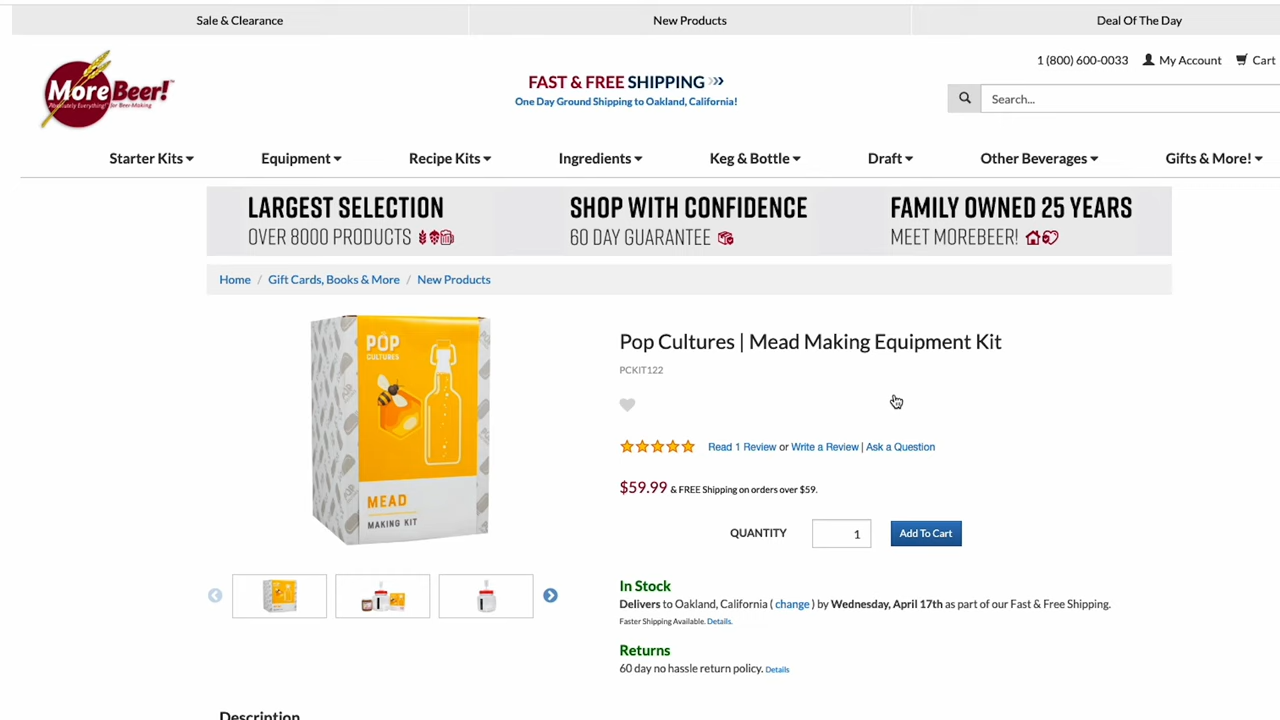 Sale & Clearance
New Products
Deal Of The Day
MoreBeer!
Absolutely Everything! for Beer-Making
FAST & FREE SHIPPING
One Day Ground Shipping to Oakland, California!
1 (800) 600-0033
My Account
Cart
Search...
Starter Kits
Equipment
Recipe Kits
Ingredients
Keg & Bottle
Draft
Other Beverages
Gifts & More!
LARGEST SELECTION
OVER 8000 PRODUCTS
SHOP WITH CONFIDENCE
60 DAY GUARANTEE
FAMILY OWNED 25 YEARS
MEET MOREBEER!
Home / Gift Cards, Books & More / New Products
POP
CULTURES
MEAD
MAKING KIT
Pop Cultures | Mead Making Equipment Kit
PCKIT122
Read 1 Review or Write a Review | Ask a Question
$59.99 & FREE Shipping on orders over $59.
QUANTITY
1
Add To Cart
In Stock
Delivers to Oakland, California ( change ) by Wednesday, April 17th as part of our Fast & Free Shipping.
Faster Shipping Available. Details.
Returns
60 day no hassle return policy. Details
Description